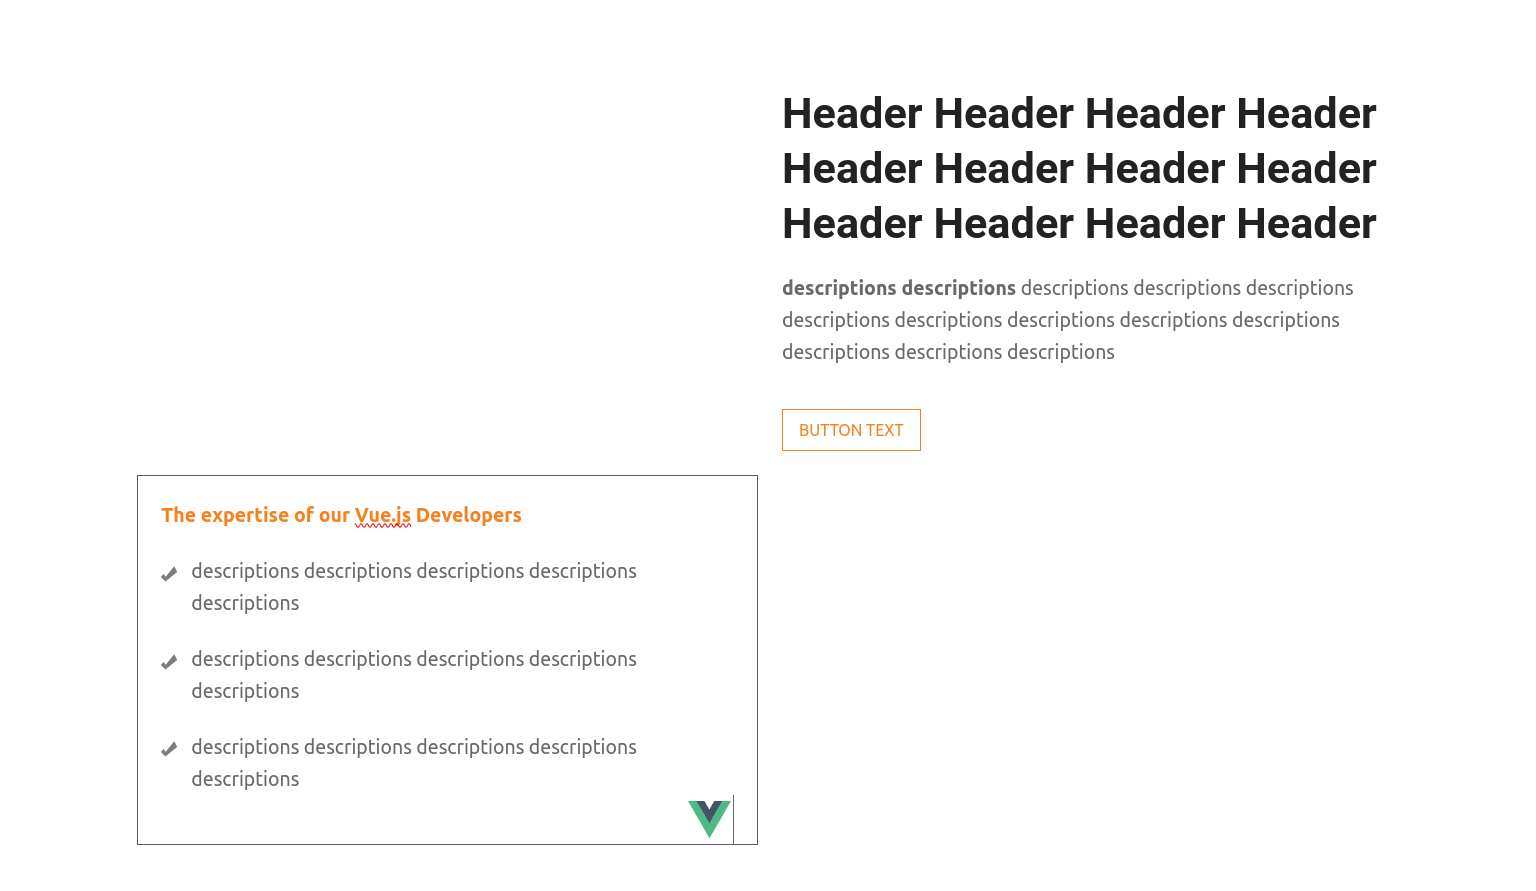 Header Header Header Header
Header Header Header Header
Header Header Header Header
descriptions descriptions descriptions descriptions descriptions
descriptions descriptions descriptions descriptions descriptions
descriptions descriptions descriptions
BUTTON TEXT
The expertise of our Vue.js Developers
descriptions descriptions descriptions descriptions
descriptions
descriptions descriptions descriptions descriptions
descriptions
descriptions descriptions descriptions descriptions
descriptions